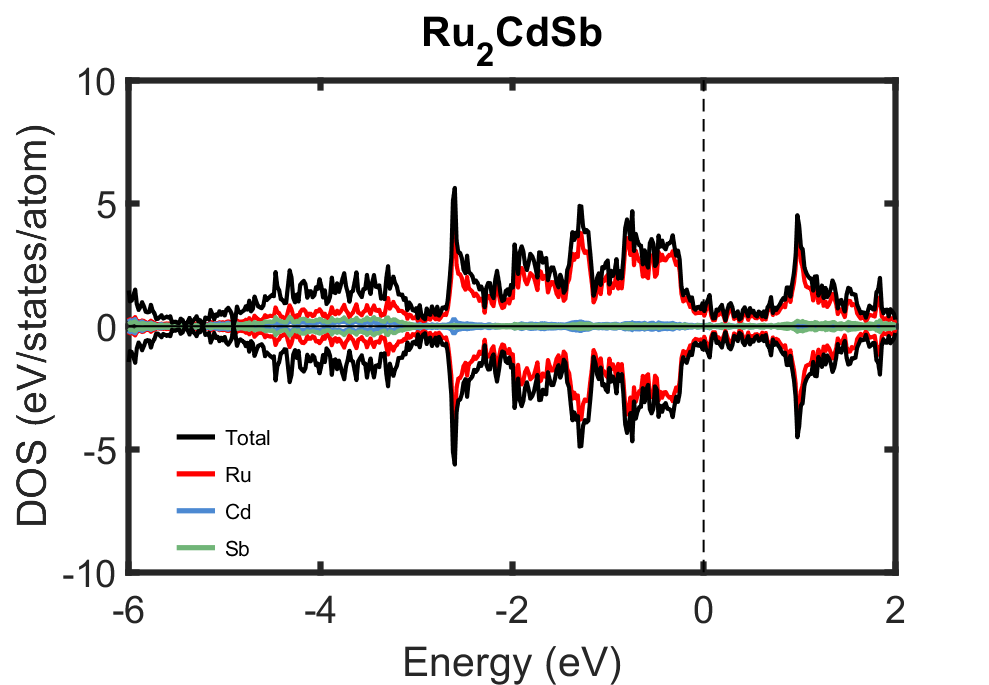 Ru₂CdSb
DOS (eV/states/atom)
10
5
0
-5
-10
Total
Ru
Cd
Sb
-6 -4 -2 0 2
Energy (eV)